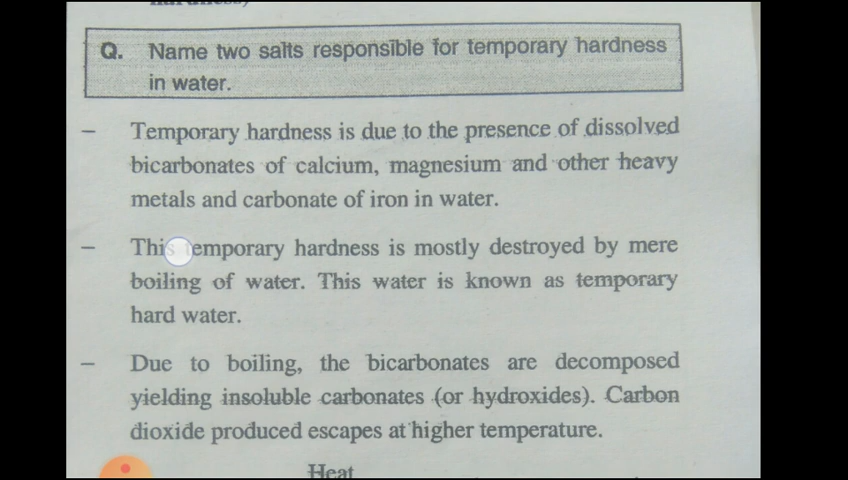 Q. Name two salts responsible for temporary hardness
in water.
– Temporary hardness is due to the presence of dissolved
bicarbonates of calcium, magnesium and other heavy
metals and carbonate of iron in water.
– This temporary hardness is mostly destroyed by mere
boiling of water. This water is known as temporary
hard water.
– Due to boiling, the bicarbonates are decomposed
yielding insoluble carbonates (or hydroxides). Carbon
dioxide produced escapes at higher temperature.
Heat